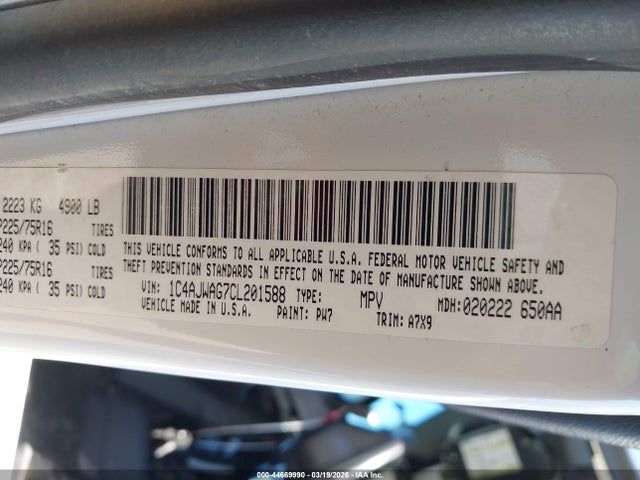 2223 KG 4900 LB
P225/75R16 TIRES
240 KPA ( 35 PSI) COLD
P225/75R16 TIRES
240 KPA ( 35 PSI) COLD
THIS VEHICLE CONFORMS TO ALL APPLICABLE U.S.A. FEDERAL MOTOR VEHICLE SAFETY AND
THEFT PREVENTION STANDARDS IN EFFECT ON THE DATE OF MANUFACTURE SHOWN ABOVE.
VIN: 1C4AJWAG7CL201588 TYPE: MPV MDH: 020222 650AA
VEHICLE MADE IN U.S.A. PAINT: PW7 TRIM: A7X9
000-44669990 - 03/19/2026 - IAA Inc.